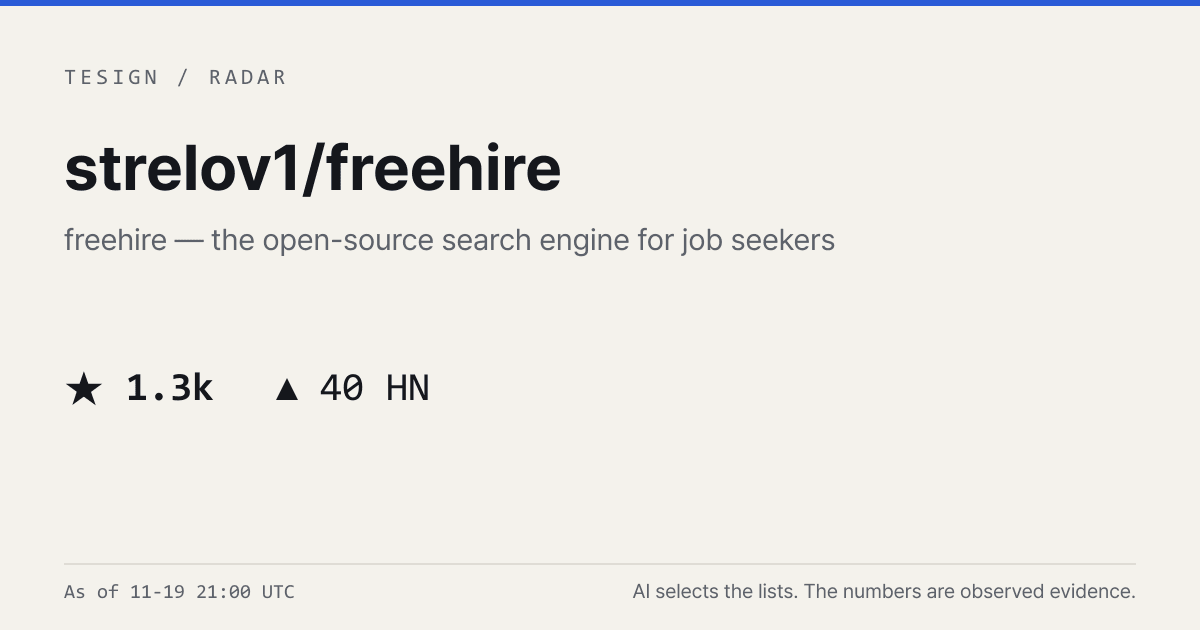 TESIGN / RADAR
strelov1/freehire
freehire — the open-source search engine for job seekers
★ 1.3k ▲ 40 HN
As of 11-19 21:00 UTC
AI selects the lists. The numbers are observed evidence.